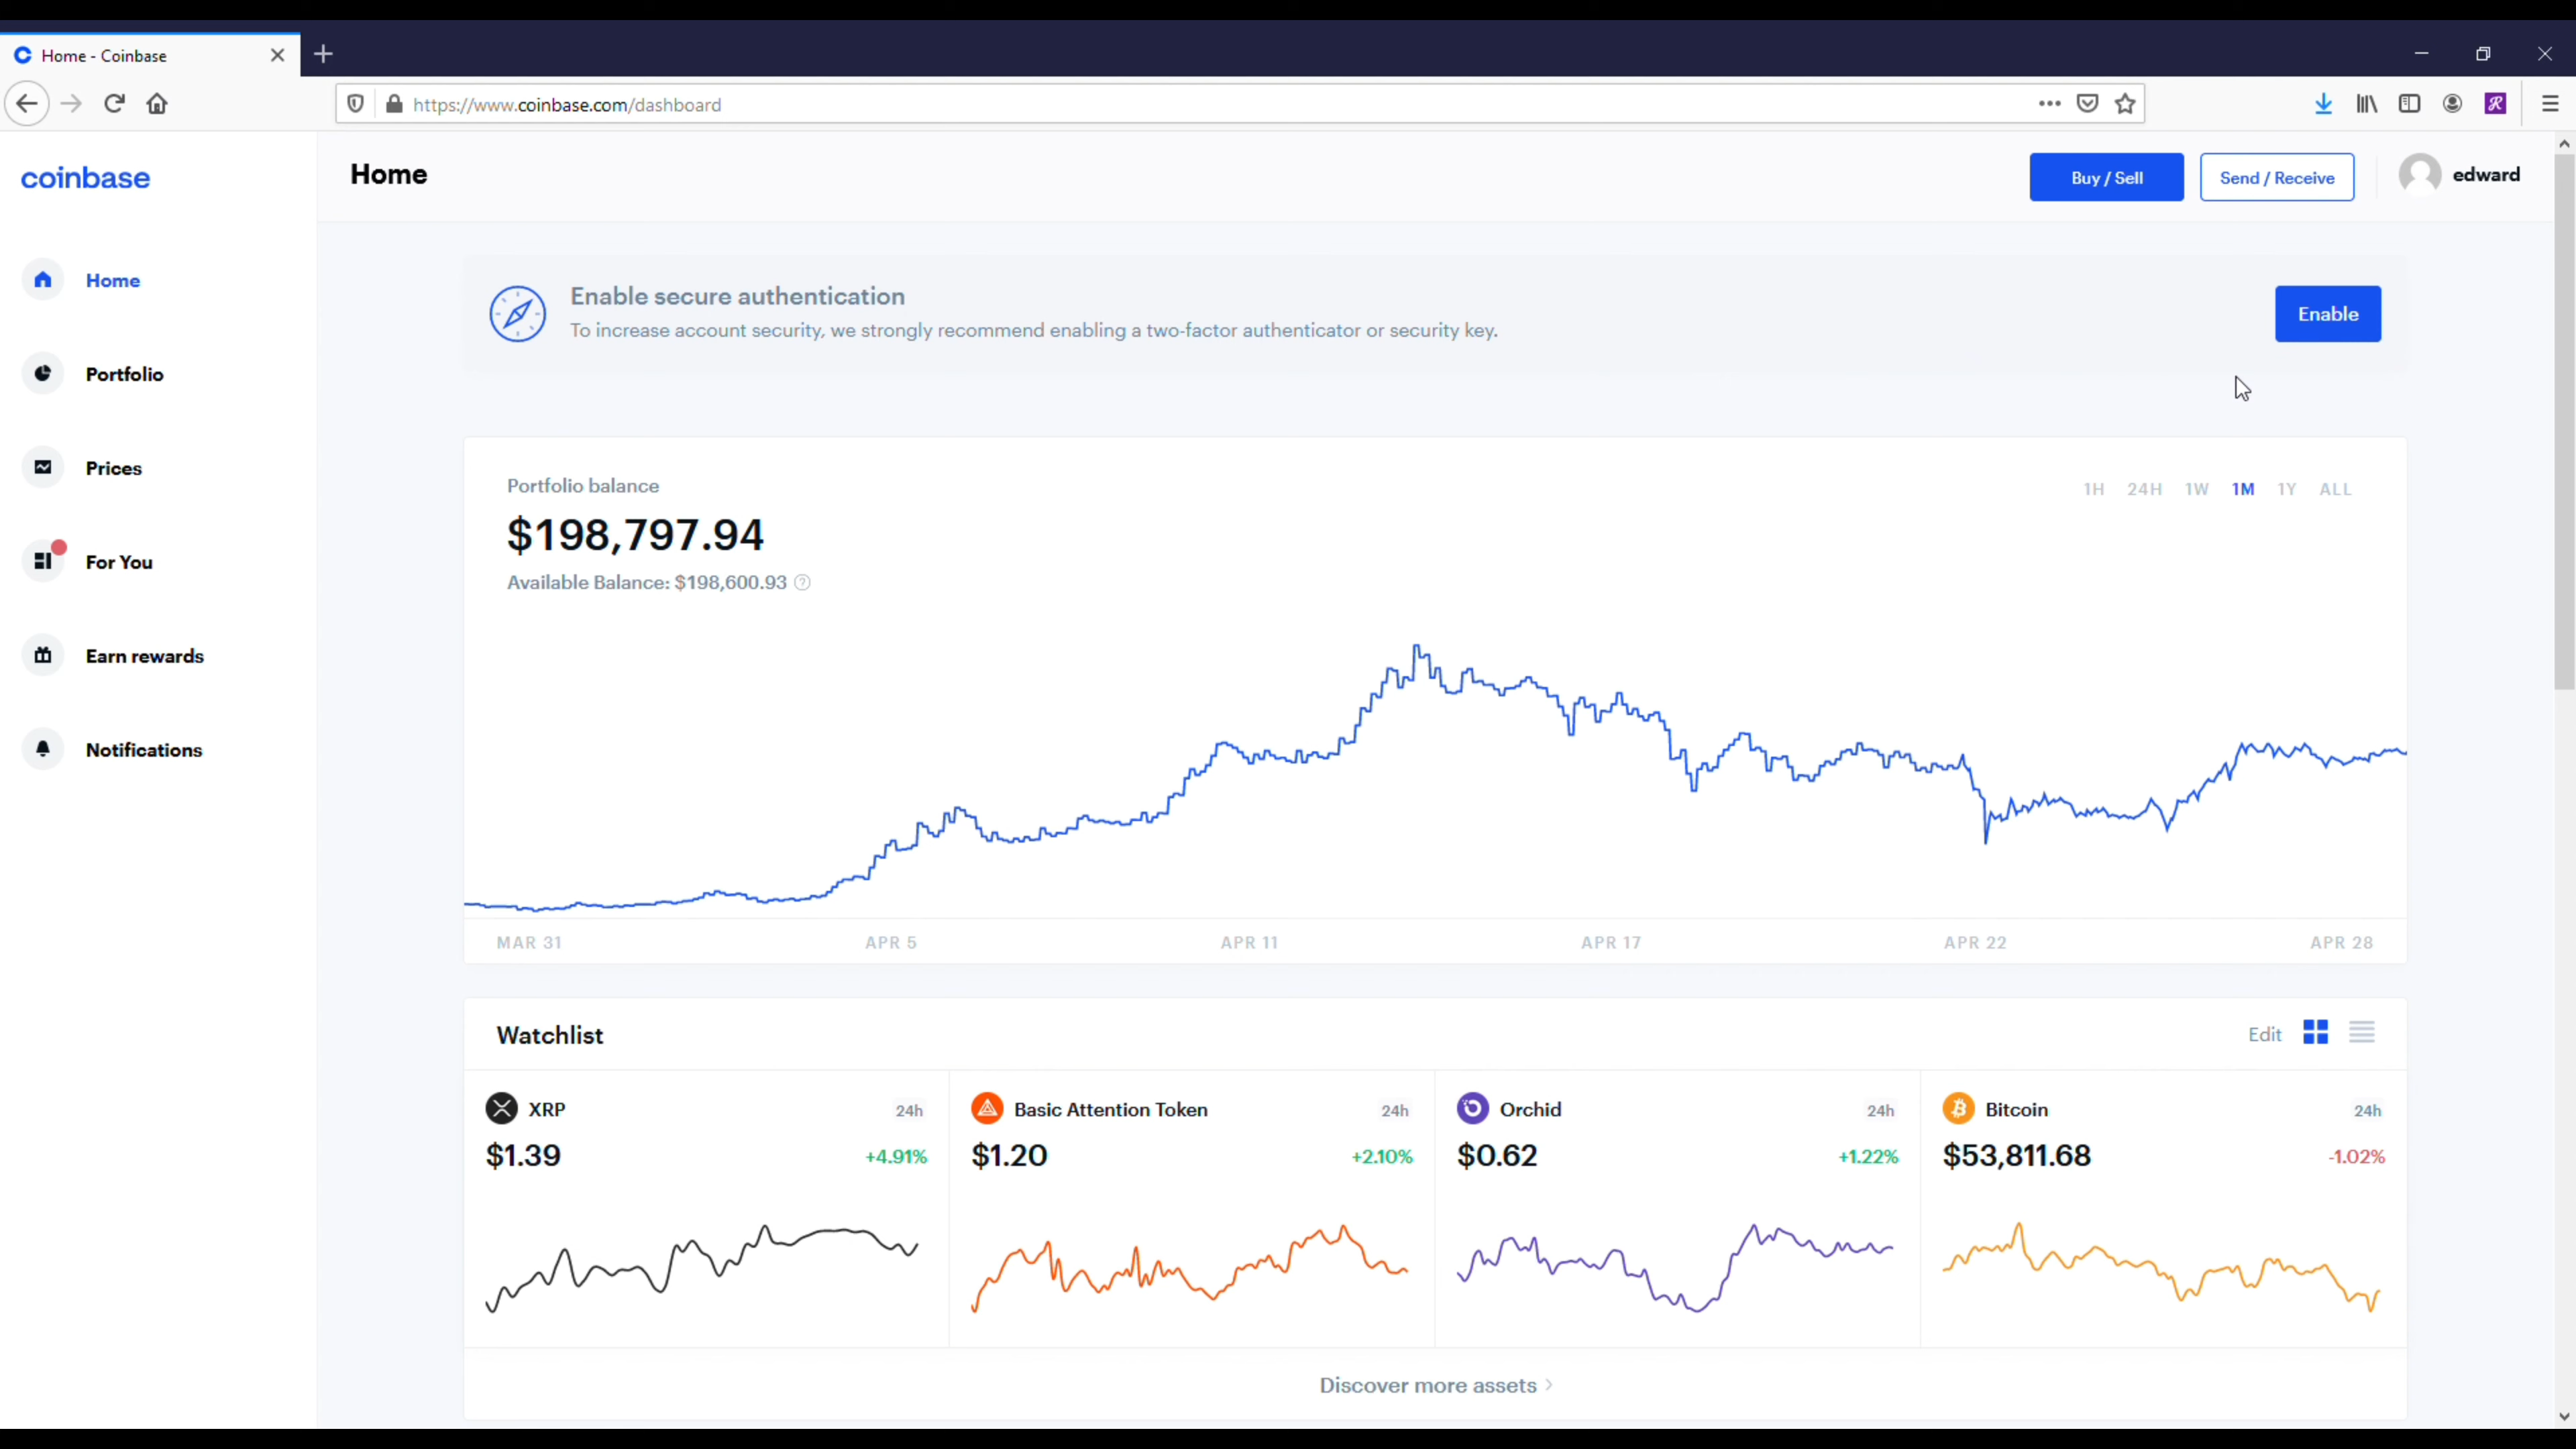 Home - Coinbase
https://www.coinbase.com/dashboard
coinbase
Home
Buy / Sell
Send / Receive
edward
Home
Portfolio
Prices
For You
Earn rewards
Notifications
Enable secure authentication
To increase account security, we strongly recommend enabling a two-factor authenticator or security key.
Enable
Portfolio balance
1H 24H 1W 1M 1Y ALL
$198,797.94
Available Balance: $198,600.93 ?
MAR 31 APR 5 APR 11 APR 17 APR 22 APR 28
Watchlist
Edit
XRP 24h
$1.39 +4.91%
Basic Attention Token 24h
$1.20 +2.10%
Orchid 24h
$0.62 +1.22%
Bitcoin 24h
$53,811.68 -1.02%
Discover more assets >